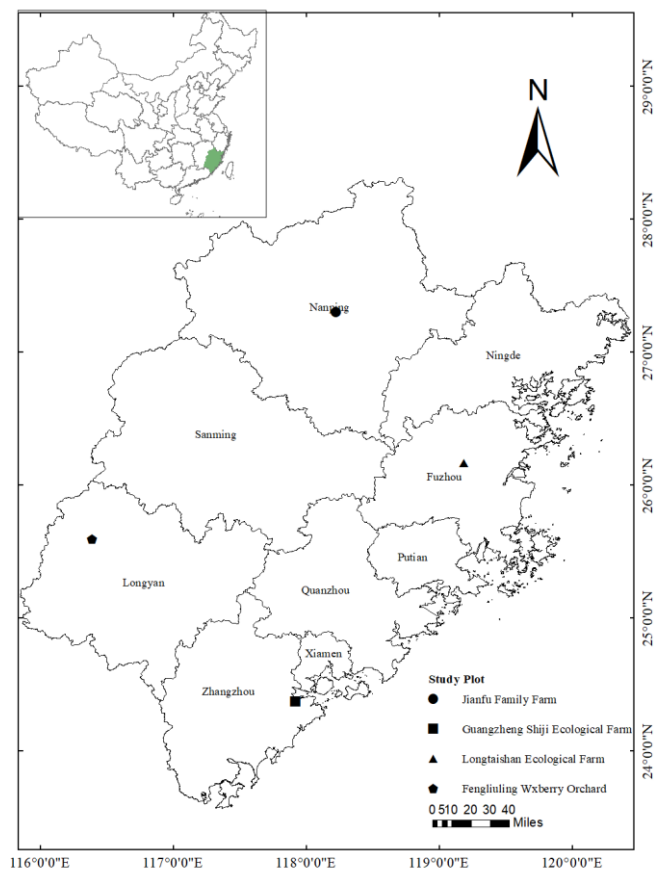 N
29°0'0"N
28°0'0"N
Nanping
27°0'0"N
Ningde
Sanming
Fuzhou
26°0'0"N
Putian
Longyan
Quanzhou
25°0'0"N
Xiamen
Zhangzhou
Study Plot
Jianfu Family Farm
Guangzheng Shiji Ecological Farm
24°0'0"N
Longtaishan Ecological Farm
Fengliuling Wxberry Orchard
0 510 20 30 40
Miles
116°0'0"E 117°0'0"E 118°0'0"E 119°0'0"E 120°0'0"E